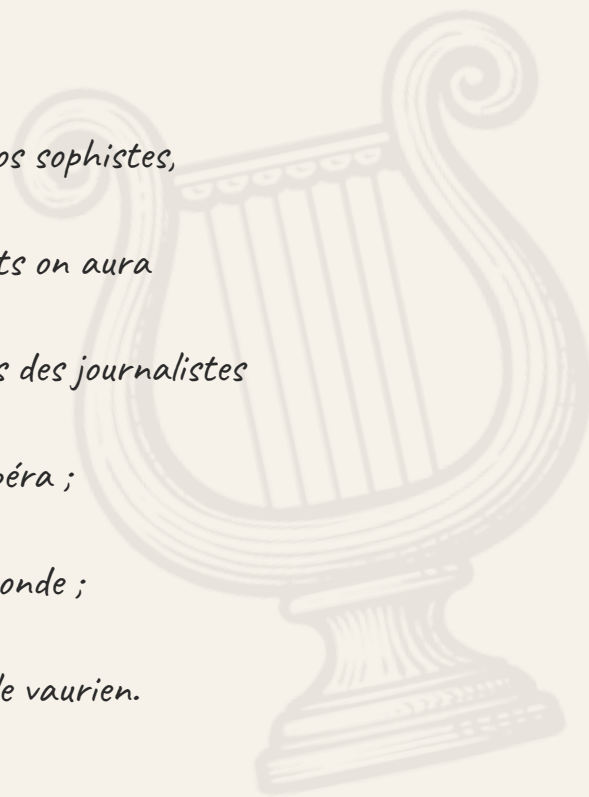 os sophistes,
ts on aura
s des journalistes
péra ;
onde ;
le vaurien.